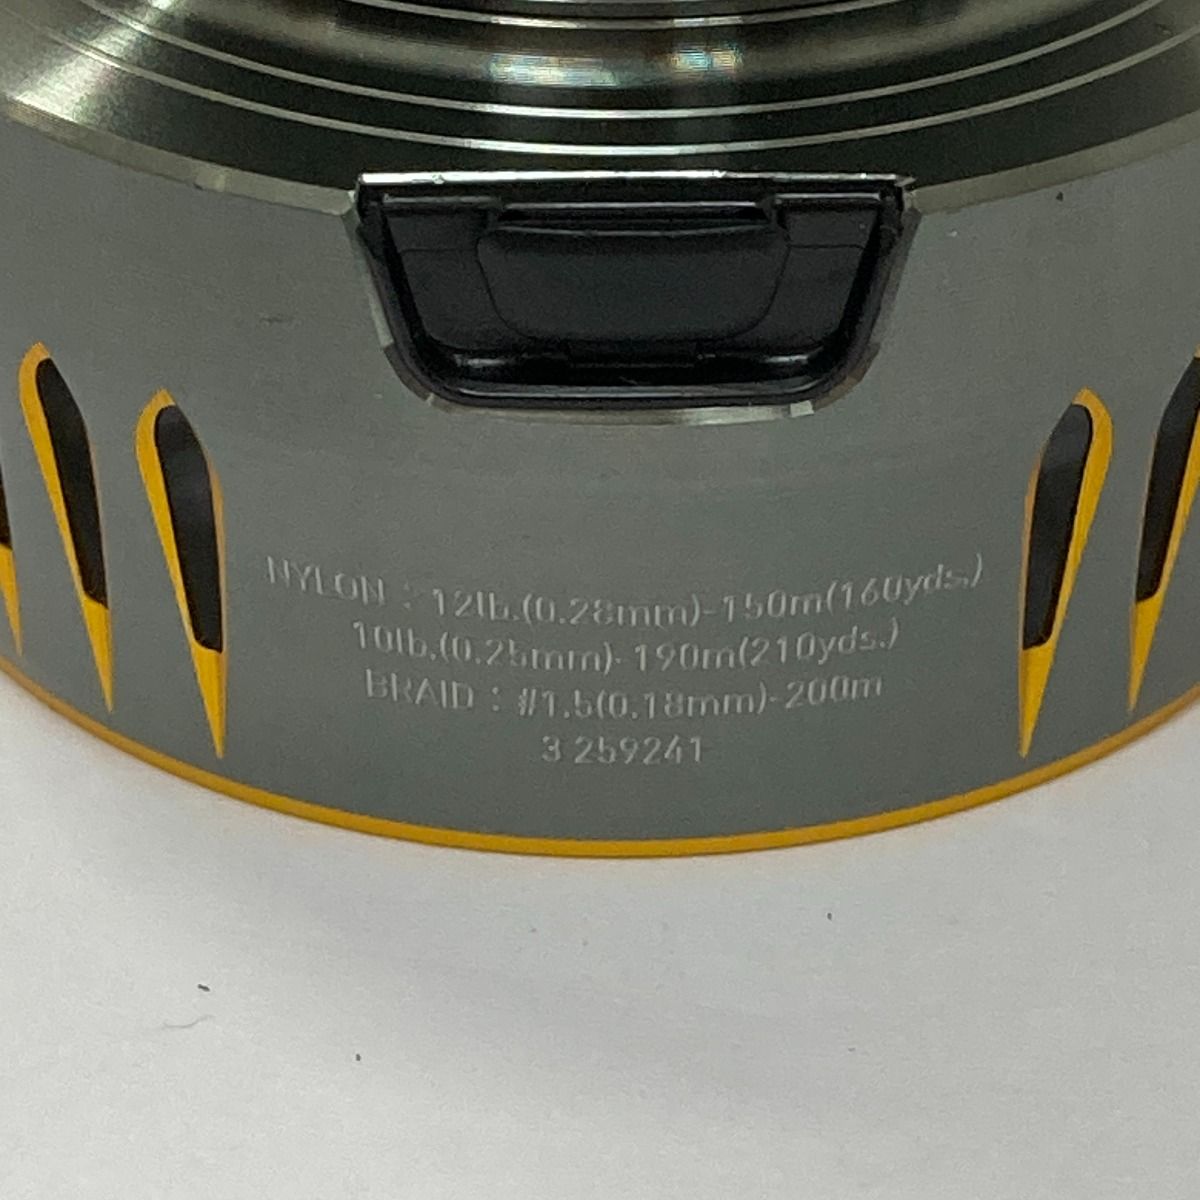 NYLON : 12lb.(0.28mm)-150m(160yds.)
10lb.(0.25mm)-190m(210yds.)
BRAID : #1.5(0.18mm)-200m
3 259241